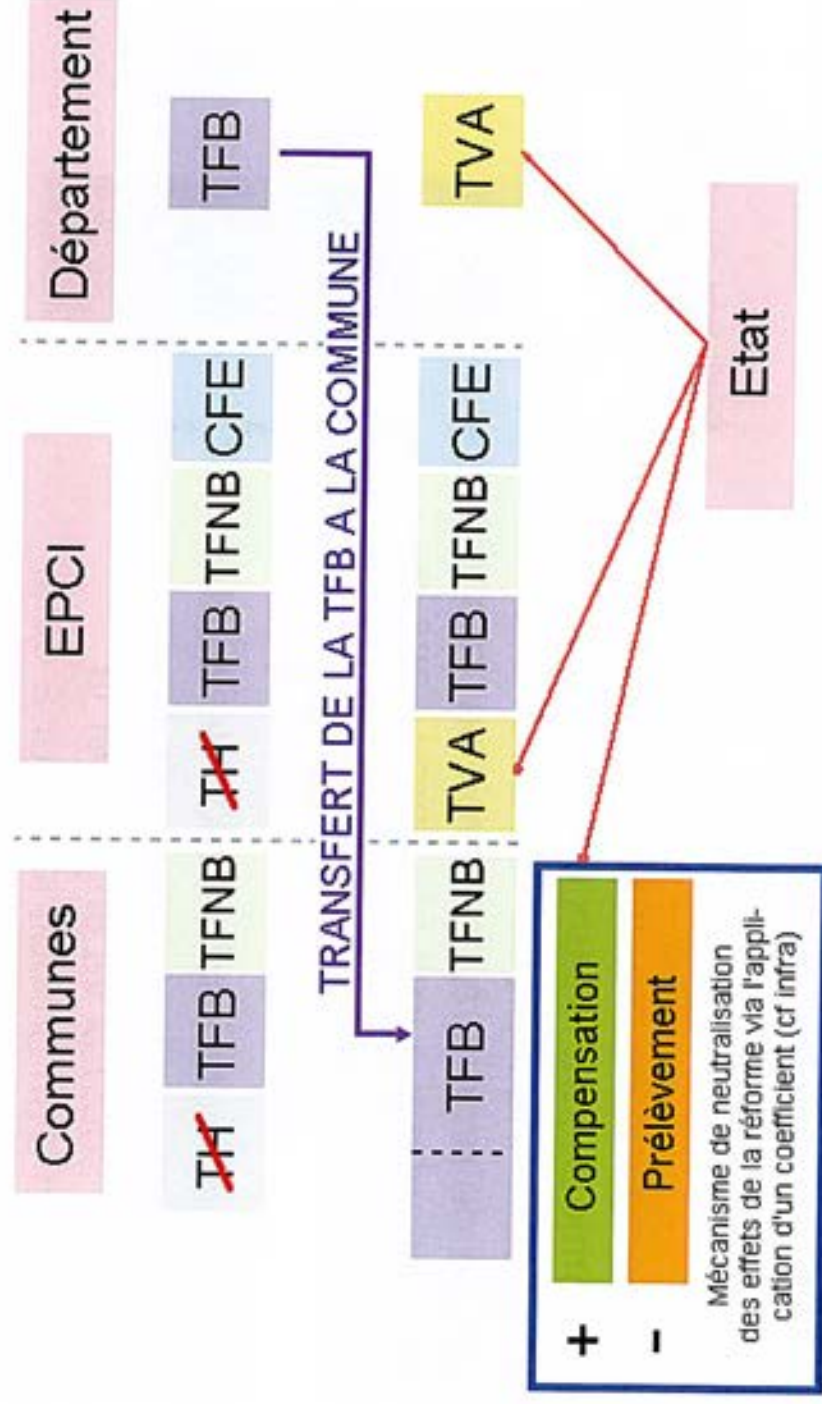 Communes
EPCI
Département
TH
TFB
TFNB
TH
TFB
TFNB
CFE
TFB
TRANSFERT DE LA TFB A LA COMMUNE
TFB
TFNB
TVA
TFB
TFNB
CFE
TVA
+
Compensation
-
Prélèvement
Mécanisme de neutralisation
des effets de la réforme via l'appli-
cation d'un coefficient (cf infra)
Etat